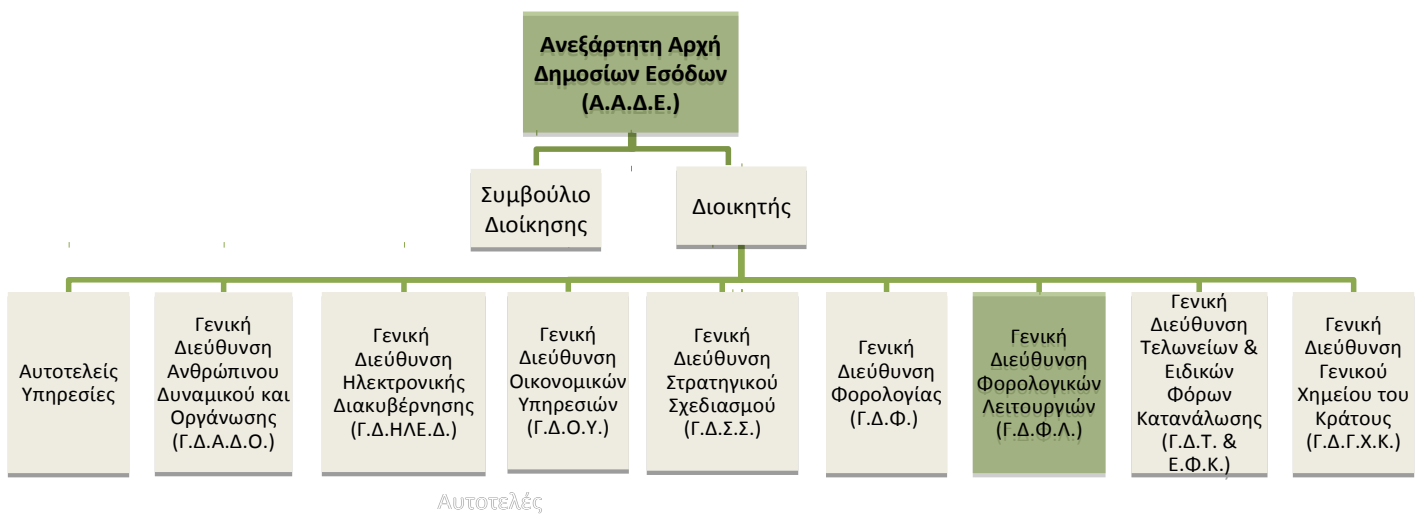 Ανεξάρτητη Αρχή
Δημοσίων Εσόδων
(Α.Α.Δ.Ε.)
Συμβούλιο
Διοίκησης
Διοικητής
Αυτοτελείς
Υπηρεσίες
Γενική
Διεύθυνση
Ανθρώπινου
Δυναμικού και
Οργάνωσης
(Γ.Δ.Α.Δ.Ο.)
Γενική
Διεύθυνση
Ηλεκτρονικής
Διακυβέρνησης
(Γ.Δ.ΗΛΕ.Δ.)
Γενική
Διεύθυνση
Οικονομικών
Υπηρεσιών
(Γ.Δ.Ο.Υ.)
Γενική
Διεύθυνση
Στρατηγικού
Σχεδιασμού
(Γ.Δ.Σ.Σ.)
Γενική
Διεύθυνση
Φορολογίας
(Γ.Δ.Φ.)
Γενική
Διεύθυνση
Φορολογικών
Λειτουργιών
(Γ.Δ.Φ.Λ.)
Γενική
Διεύθυνση
Τελωνείων &
Ειδικών
Φόρων
Κατανάλωσης
(Γ.Δ.Τ. &
Ε.Φ.Κ.)
Γενική
Διεύθυνση
Γενικού
Χημείου του
Κράτους
(Γ.Δ.Γ.Χ.Κ.)
Αυτοτελές